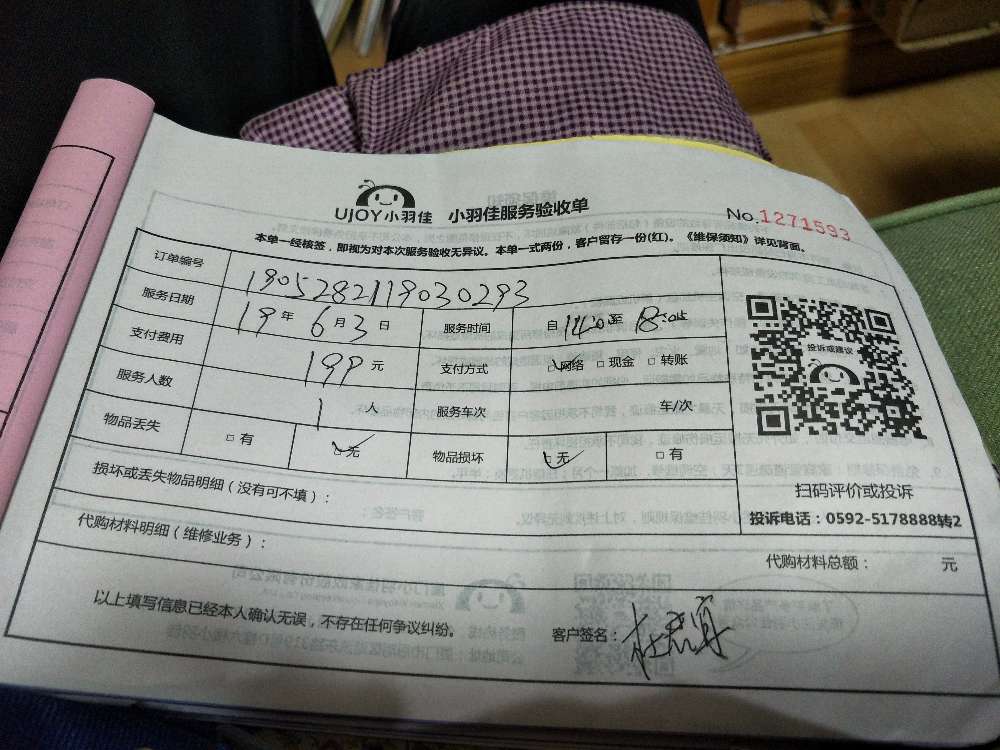 UJOY小羽佳 小羽佳服务验收单
No.1271593
本单一经核签，即视为对本次服务验收无异议。本单一式两份，客户留存一份(红)。《维保须知》详见背面。
订单编号 1905282119030293
服务日期 19年6月3日 服务时间 自 至
支付费用 199元 支付方式 □网络 □现金 □转账
服务人数 1人 服务车次 车/次
物品丢失 □有 □无 物品损坏 □无 □有
损坏或丢失物品明细（没有可不填）：
代购材料明细（维修业务）：
代购材料总额： 元
以上填写信息已经本人确认无误，不存在任何争议纠纷。
客户签名：
投诉或建议
扫码评价或投诉
投诉电话：0592-5178888转2